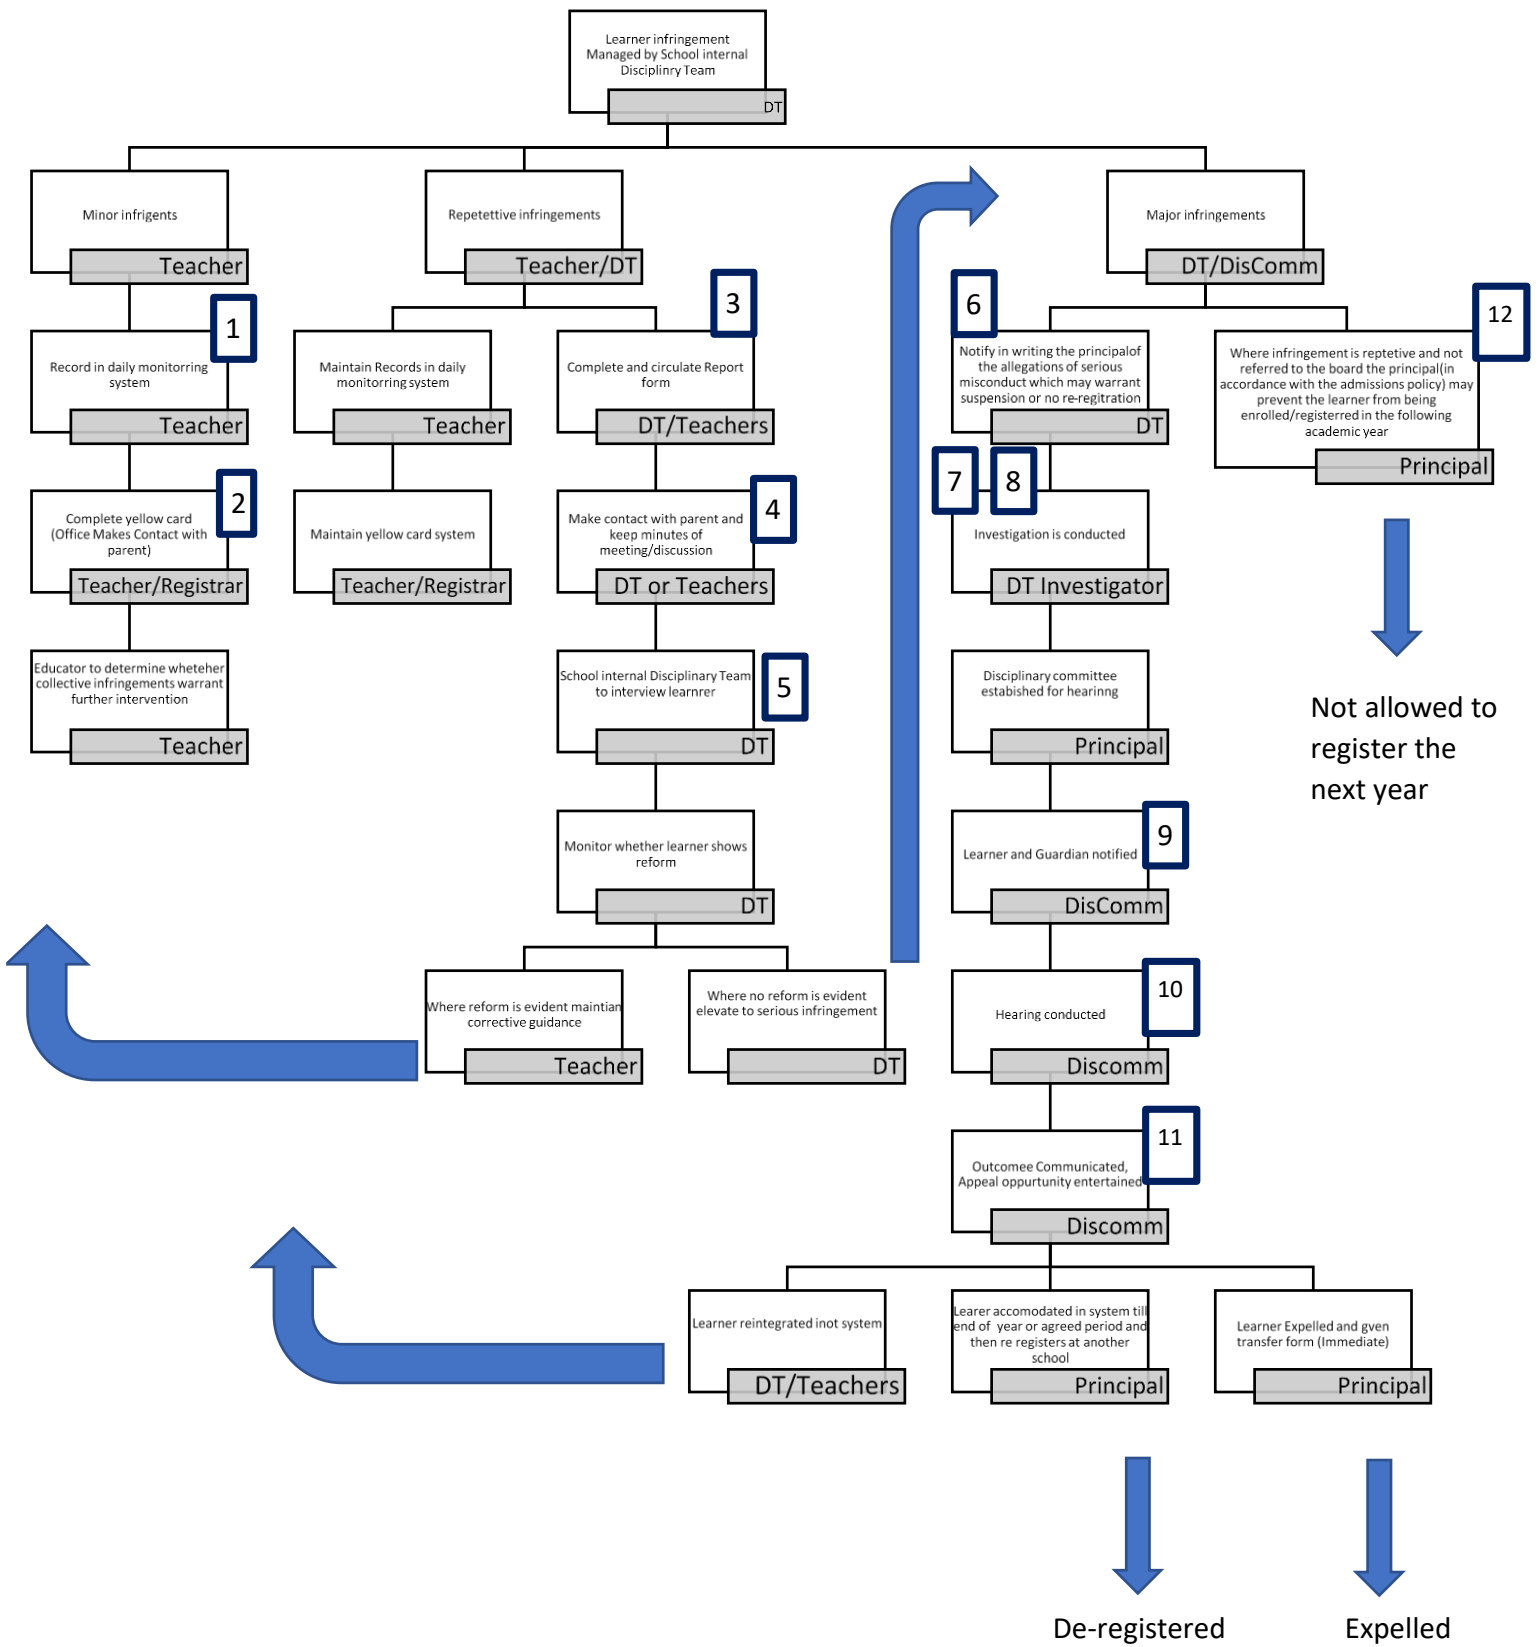 Learner infringement
Managed by School internal
Disciplinry Team
DT
Minor infrigents
Teacher
Repetettive infringements
Teacher/DT
Major infringements
DT/DisComm
1
Record in daily monitorring
system
Teacher
Maintain Records in daily
monitorring system
Teacher
3
Complete and circulate Report
form
DT/Teachers
6
Notify in writing the principalof
the allegations of serious
misconduct which may warrant
suspension or no re-regitration
DT
12
Where infringement is reptetive and not
referred to the board the principal(in
accordance with the admissions policy) may
prevent the learner from being
enrolled/registerred in the following
academic year
Principal
2
Complete yellow card
(Office Makes Contact with
parent)
Teacher/Registrar
Maintain yellow card system
Teacher/Registrar
4
Make contact with parent and
keep minutes of
meeting/discussion
DT or Teachers
7
8
Investigation is conducted
DT Investigator
Educator to determine wheteher
collective infringements warrant
further intervention
Teacher
5
School internal Disciplinary Team
to interview learnrer
DT
Disciplinary committee
estabished for hearinng
Principal
Not allowed to
register the
next year
Monitor whether learner shows
reform
DT
9
Learner and Guardian notified
DisComm
Where reform is evident maintian
corrective guidance
Teacher
Where no reform is evident
elevate to serious infringement
DT
10
Hearing conducted
Discomm
11
Outcomee Communicated,
Appeal oppurtunity entertained
Discomm
Learner reintegrated inot system
DT/Teachers
Learer accomodated in system till
end of year or agreed period and
then re registers at another
school
Principal
Learner Expelled and gven
transfer form (Immediate)
Principal
De-registered
Expelled